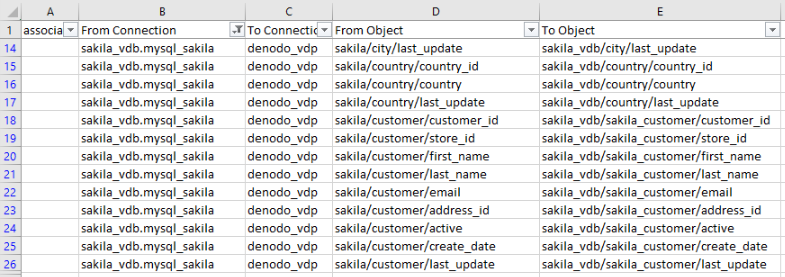 A B C D E
1 associa From Connection To Connectio From Object To Object
14 sakila_vdb.mysql_sakila denodo_vdp sakila/city/last_update sakila_vdb/city/last_update
15 sakila_vdb.mysql_sakila denodo_vdp sakila/country/country_id sakila_vdb/country/country_id
16 sakila_vdb.mysql_sakila denodo_vdp sakila/country/country sakila_vdb/country/country
17 sakila_vdb.mysql_sakila denodo_vdp sakila/country/last_update sakila_vdb/country/last_update
18 sakila_vdb.mysql_sakila denodo_vdp sakila/customer/customer_id sakila_vdb/sakila_customer/customer_id
19 sakila_vdb.mysql_sakila denodo_vdp sakila/customer/store_id sakila_vdb/sakila_customer/store_id
20 sakila_vdb.mysql_sakila denodo_vdp sakila/customer/first_name sakila_vdb/sakila_customer/first_name
21 sakila_vdb.mysql_sakila denodo_vdp sakila/customer/last_name sakila_vdb/sakila_customer/last_name
22 sakila_vdb.mysql_sakila denodo_vdp sakila/customer/email sakila_vdb/sakila_customer/email
23 sakila_vdb.mysql_sakila denodo_vdp sakila/customer/address_id sakila_vdb/sakila_customer/address_id
24 sakila_vdb.mysql_sakila denodo_vdp sakila/customer/active sakila_vdb/sakila_customer/active
25 sakila_vdb.mysql_sakila denodo_vdp sakila/customer/create_date sakila_vdb/sakila_customer/create_date
26 sakila_vdb.mysql_sakila denodo_vdp sakila/customer/last_update sakila_vdb/sakila_customer/last_update